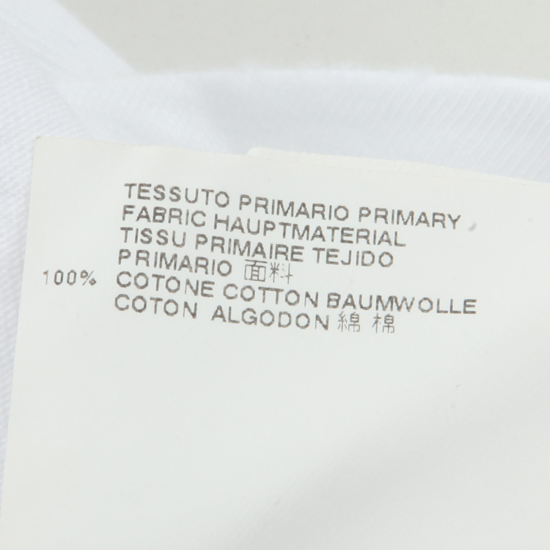 TESSUTO PRIMARIO PRIMARY
FABRIC HAUPTMATERIAL
TISSU PRIMAIRE TEJIDO
PRIMARIO 面料
100% COTONE COTTON BAUMWOLLE
COTON ALGODON 綿 棉